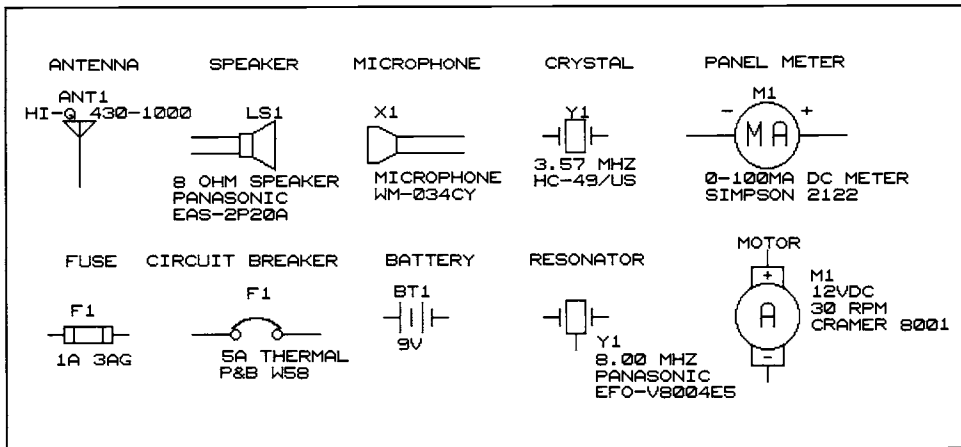 ANTENNA
ANT1
HI-Q 430-1000
SPEAKER
LS1
8 OHM SPEAKER
PANASONIC
EAS-2P20A
MICROPHONE
X1
MICROPHONE
WM-034CY
CRYSTAL
Y1
3.57 MHZ
HC-49/US
PANEL METER
M1
- +
MA
0-100MA DC METER
SIMPSON 2122
FUSE
F1
1A 3AG
CIRCUIT BREAKER
F1
5A THERMAL
P&B W58
BATTERY
BT1
9V
RESONATOR
Y1
8.00 MHZ
PANASONIC
EFO-V8004E5
MOTOR
+
A
-
M1
12VDC
30 RPM
CRAMER 8001